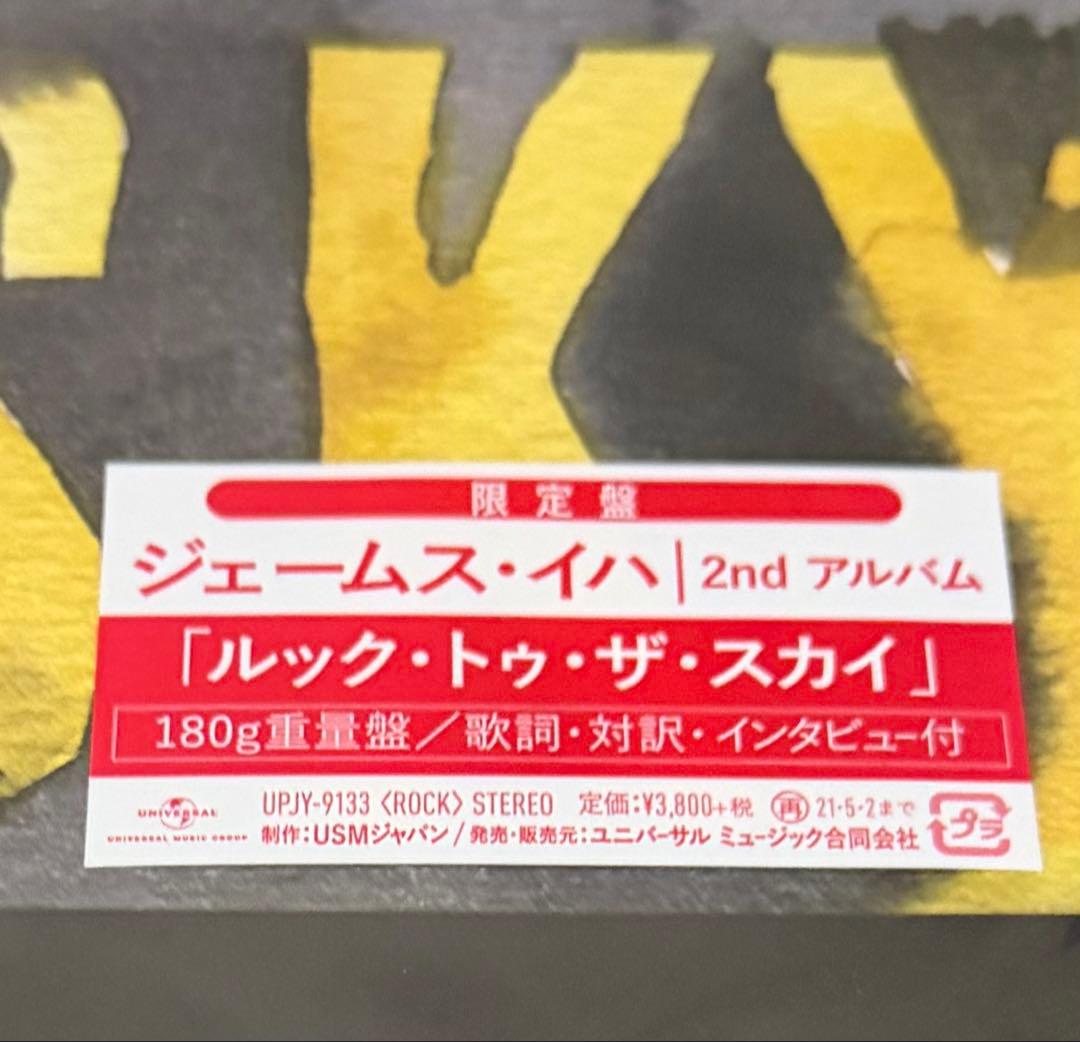 KY
限定盤
ジェームス・イハ｜2nd アルバム
「ルック・トゥ・ザ・スカイ」
180g重量盤／歌詞・対訳・インタビュー付
UNIVERSAL
UNIVERSAL MUSIC GROUP
UPJY-9133 〈ROCK〉 STEREO 定価:¥3,800+税 再 21・5・2まで
制作:USMジャパン / 発売・販売元:ユニバーサル ミュージック合同会社
プラ